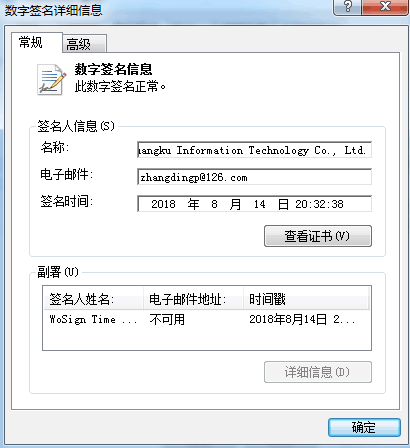 数字签名详细信息
常规 高级
数字签名信息
此数字签名正常。
签名人信息(S)
名称: angku Information Technology Co., Ltd.
电子邮件: zhangdingp@126.com
签名时间: 2018 年 8 月 14 日 20:32:38
查看证书(V)
副署(U)
签名人姓名: 电子邮件地址: 时间戳
WoSign Time ... 不可用 2018年8月14日 2...
详细信息(D)
确定